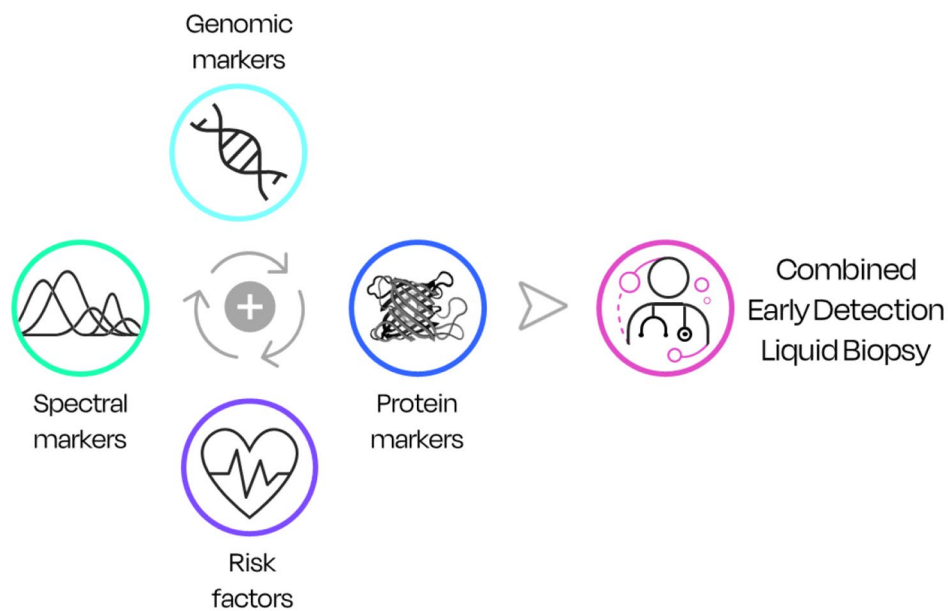 Genomic
markers
Spectral
markers
Protein
markers
Risk
factors
Combined
Early Detection
Liquid Biopsy